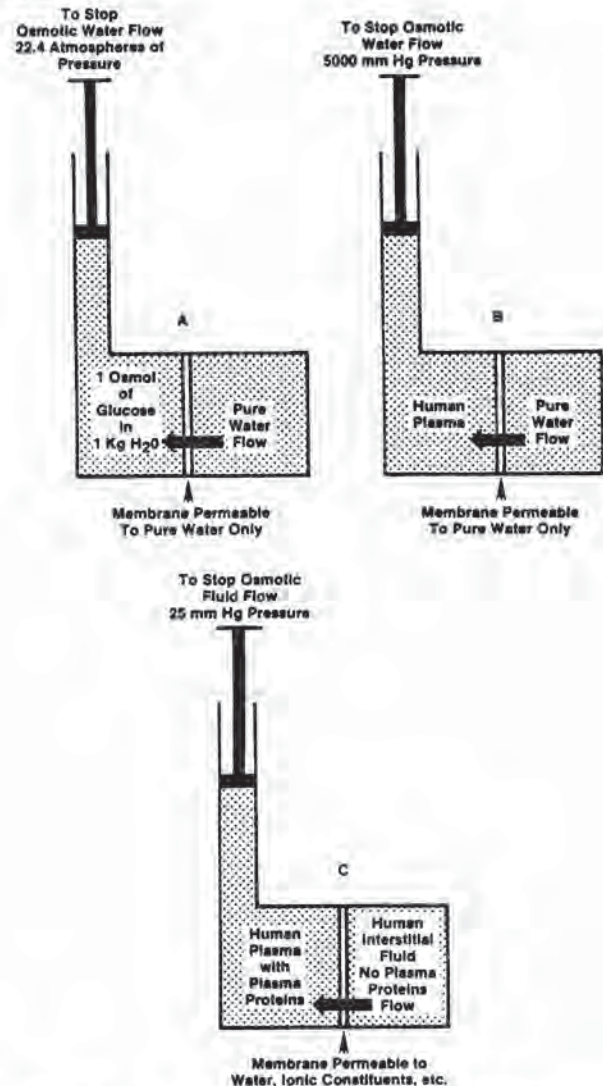 To Stop
Osmotic Water Flow
22.4 Atmospheres of
Pressure
A
1 Osmol
of
Glucose
in
1 Kg H20
Pure
Water
Flow
Membrane Permeable
To Pure Water Only
To Stop Osmotic
Water Flow
5000 mm Hg Pressure
B
Human
Plasma
Pure
Water
Flow
Membrane Permeable
To Pure Water Only
To Stop Osmotic
Fluid Flow
25 mm Hg Pressure
C
Human
Plasma
with
Plasma
Proteins
Human
Interstitial
Fluid
No Plasma
Proteins
Flow
Membrane Permeable to
Water, Ionic Constituents, etc.